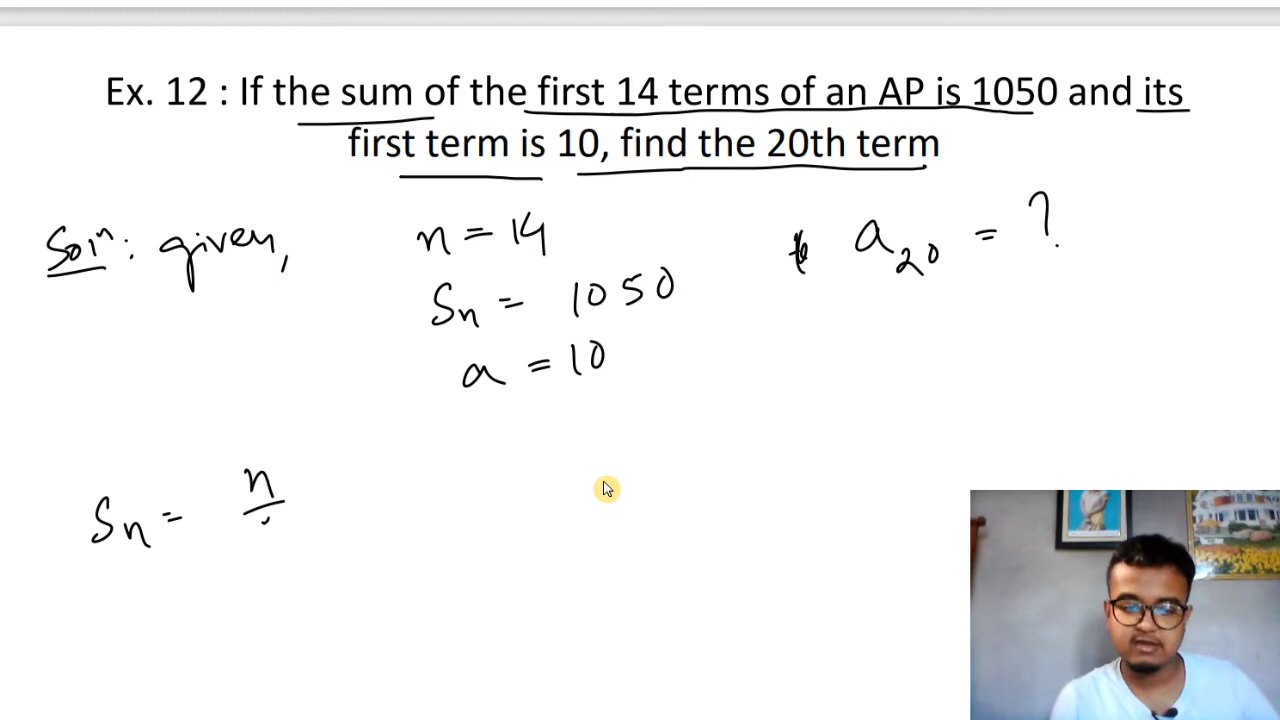 Ex. 12 : If the sum of the first 14 terms of an AP is 1050 and its
first term is 10, find the 20th term
Solⁿ: given, n = 14 a₂₀ = ?
Sn = 1050
a = 10
Sn = n